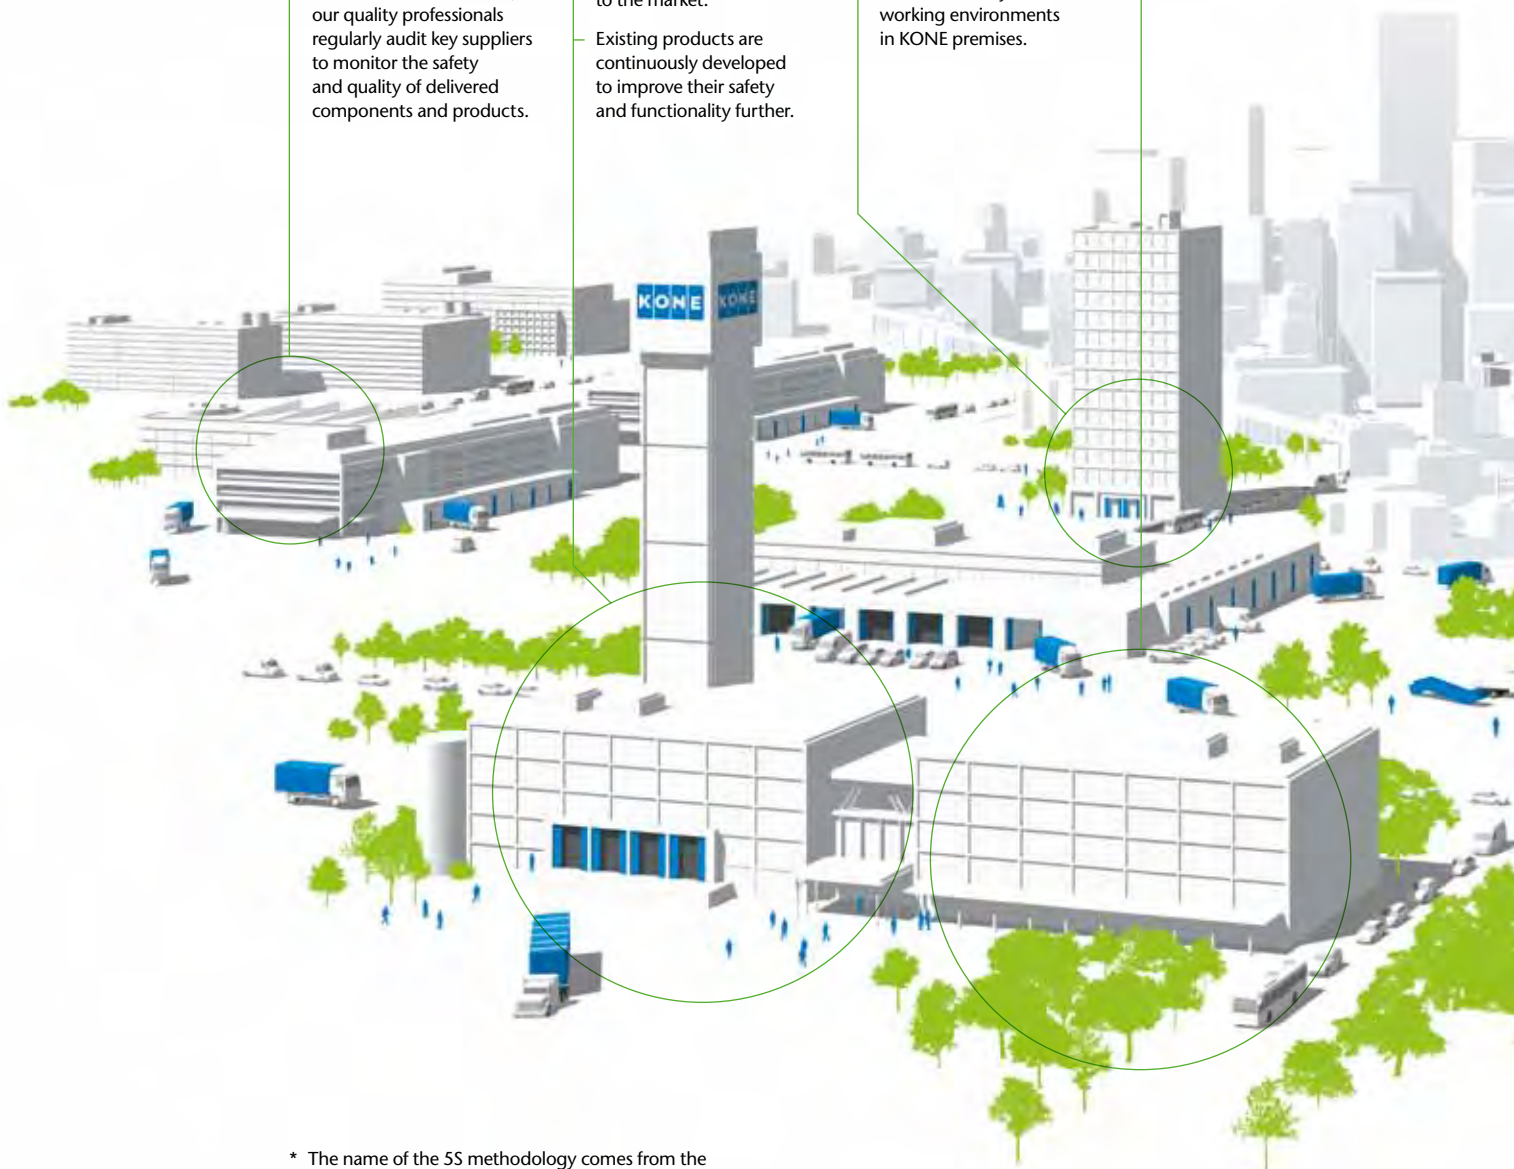 our quality professionals
regularly audit key suppliers
to monitor the safety
and quality of delivered
components and products.
to the market.
Existing products are
continuously developed
to improve their safety
and functionality further.
working environments
in KONE premises.
KONE
KONE
* The name of the 5S methodology comes from the